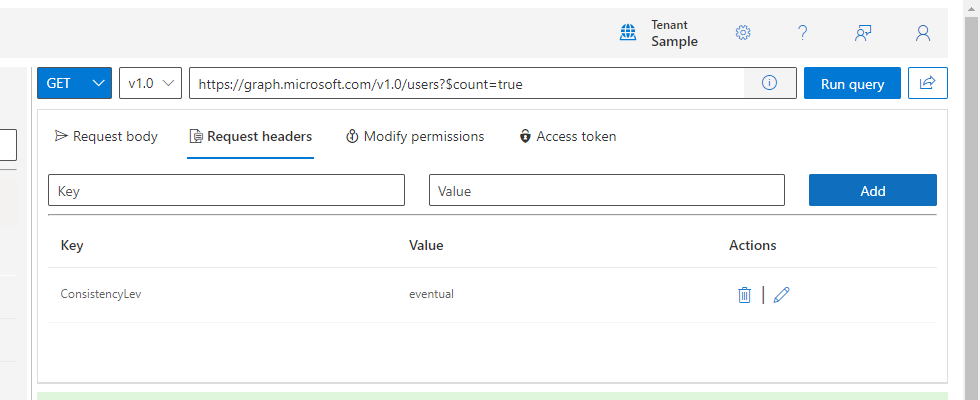 Tenant
Sample
?
GET
v1.0
https://graph.microsoft.com/v1.0/users?$count=true
Run query
Request body
Request headers
Modify permissions
Access token
Key
Value
Add
Key
Value
Actions
ConsistencyLev
eventual